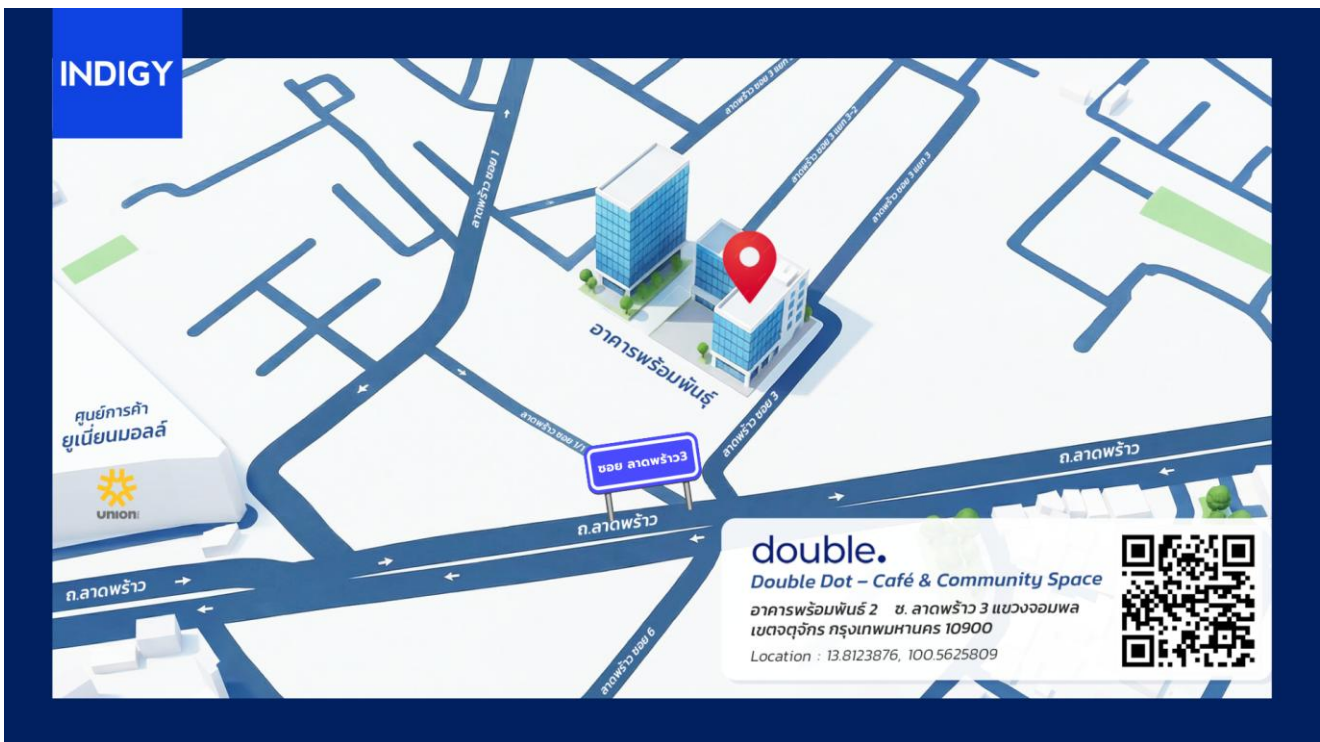 INDIGY
ลาดพร้าว ซอย 1
ลาดพร้าว ซอย 3 แยก 3-2
ลาดพร้าว ซอย 3 แยก 3
อาคารพร้อมพันธุ์
ศูนย์การค้า
ยูเนี่ยนมอลล์
UNION
ลาดพร้าว ซอย 1/1
ซอย ลาดพร้าว3
ลาดพร้าว ซอย 3
ถ.ลาดพร้าว
ถ.ลาดพร้าว
ถ.ลาดพร้าว
ลาดพร้าว ซอย 6
double.
Double Dot – Café & Community Space
อาคารพร้อมพันธ์ 2 ซ. ลาดพร้าว 3 แขวงจอมพล
เขตจตุจักร กรุงเทพมหานคร 10900
Location : 13.8123876, 100.5625809